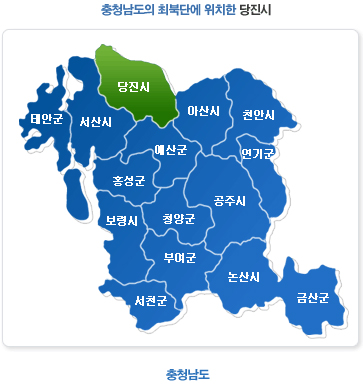 충청남도의 최북단에 위치한 당진시
당진시
아산시
천안시
태안군
서산시
예산군
연기군
홍성군
공주시
보령시
청양군
부여군
논산시
서천군
금산군
충청남도